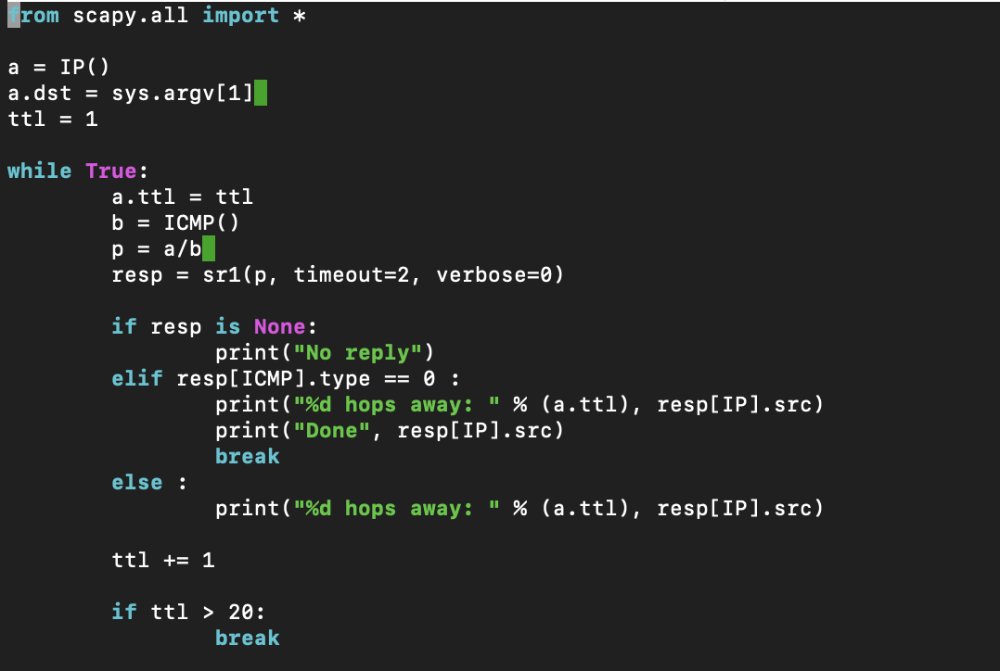 from scapy.all import *

a = IP()
a.dst = sys.argv[1]
ttl = 1

while True:
        a.ttl = ttl
        b = ICMP()
        p = a/b
        resp = sr1(p, timeout=2, verbose=0)

        if resp is None:
                print("No reply")
        elif resp[ICMP].type == 0 :
                print("%d hops away: " % (a.ttl), resp[IP].src)
                print("Done", resp[IP].src)
                break
        else :
                print("%d hops away: " % (a.ttl), resp[IP].src)

        ttl += 1

        if ttl > 20:
                break